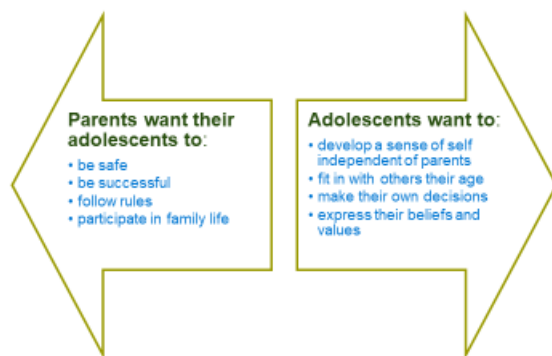 Parents want their
adolescents to:
• be safe
• be successful
• follow rules
• participate in family life
Adolescents want to:
• develop a sense of self
independent of parents
• fit in with others their age
• make their own decisions
• express their beliefs and
values